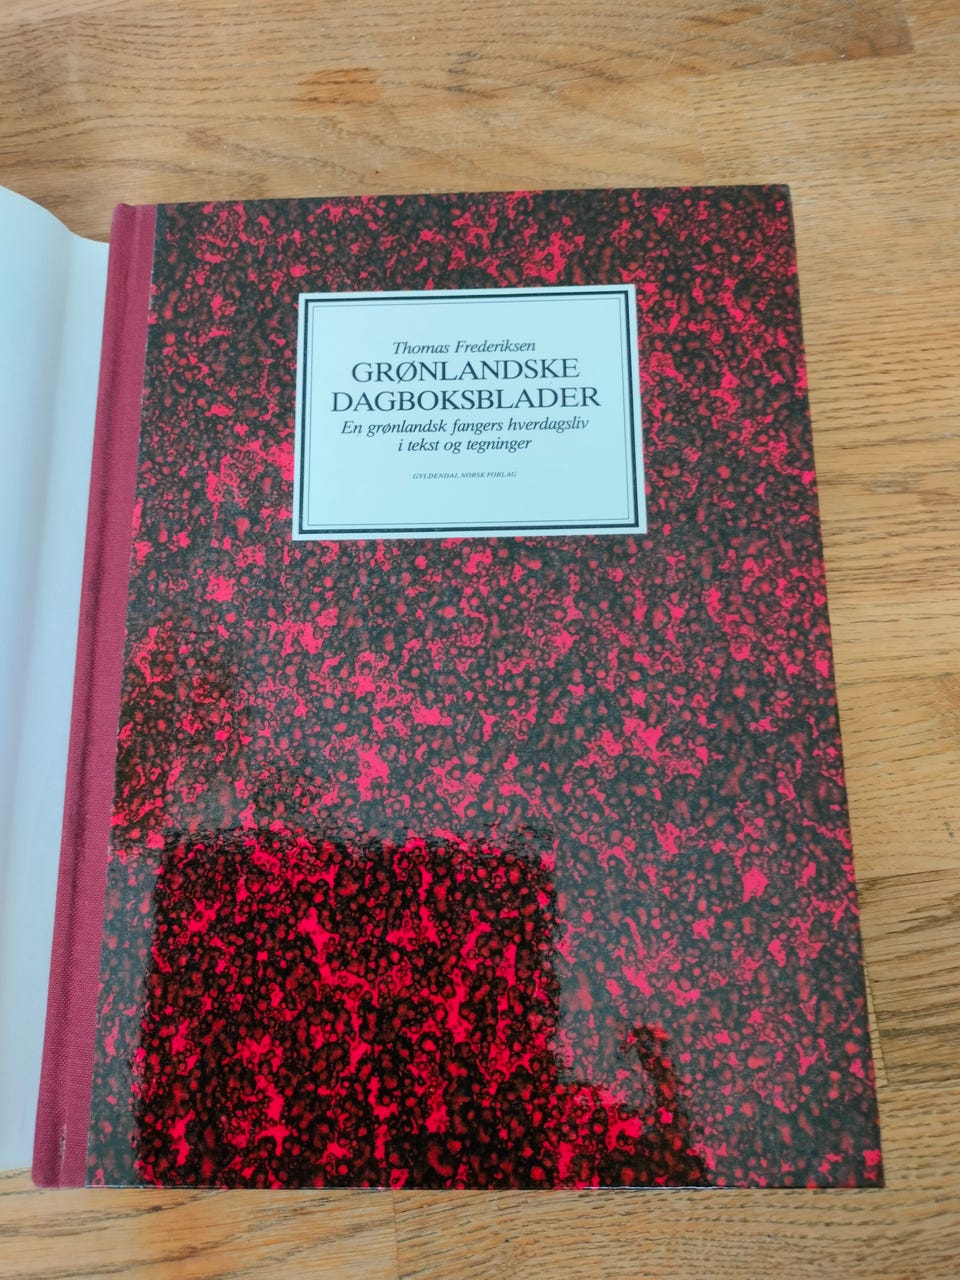 Thomas Frederiksen
GRØNLANDSKE
DAGBOKSBLADER
En grønlandsk fangers hverdagsliv
i tekst og tegninger
GYLDENDAL NORSK FORLAG